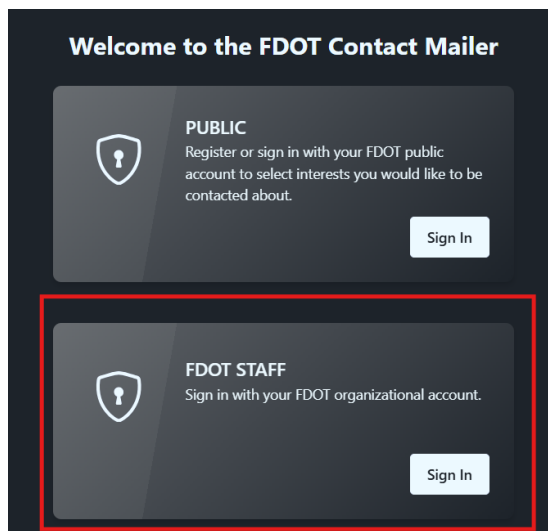 Welcome to the FDOT Contact Mailer
PUBLIC
Register or sign in with your FDOT public
account to select interests you would like to be
contacted about.
Sign In
FDOT STAFF
Sign in with your FDOT organizational account.
Sign In